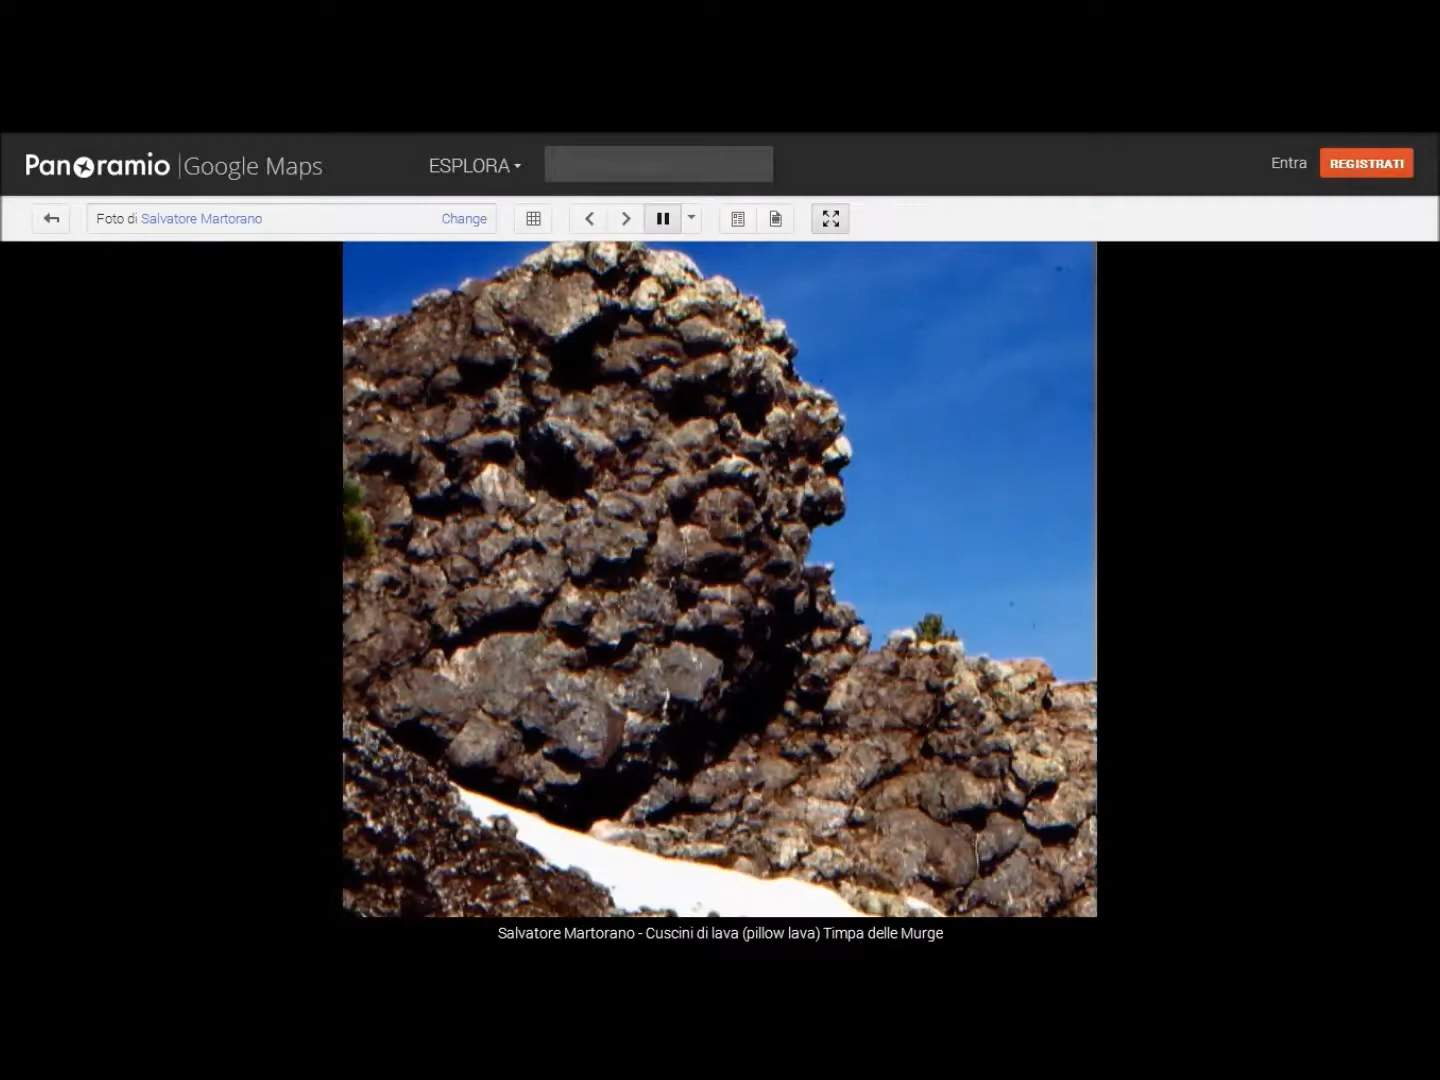 Panoramio | Google Maps
ESPLORA
Entra
REGISTRATI
Foto di Salvatore Martorano
Change
Salvatore Martorano - Cuscini di lava (pillow lava) Timpa delle Murge